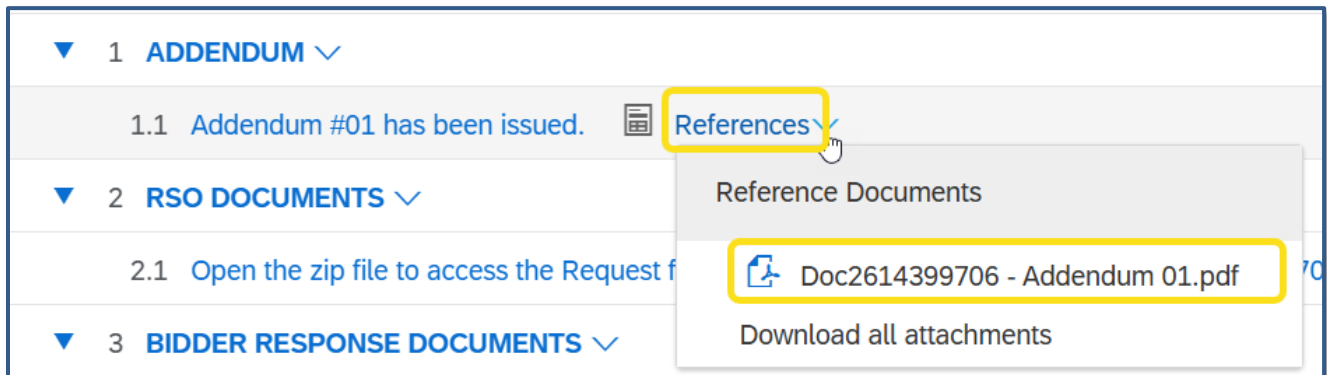 1 ADDENDUM
1.1 Addendum #01 has been issued. References
Reference Documents
2 RSO DOCUMENTS
Doc2614399706 - Addendum 01.pdf
2.1 Open the zip file to access the Request
Download all attachments
3 BIDDER RESPONSE DOCUMENTS